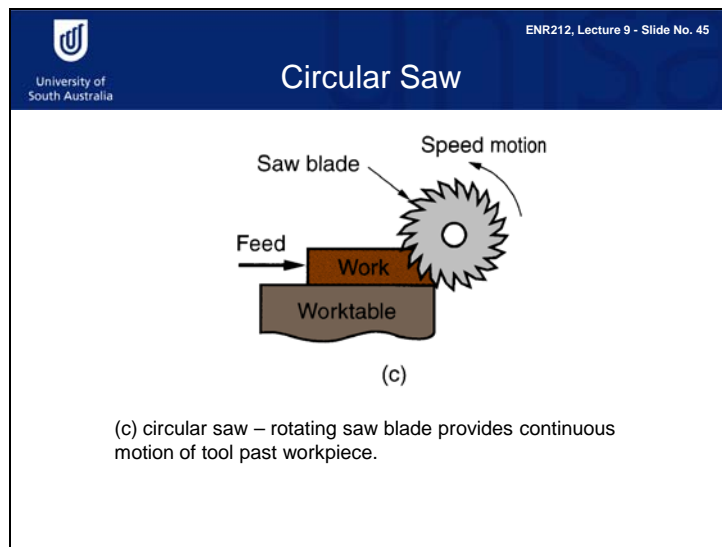 ENR212, Lecture 9 - Slide No. 45
University of
South Australia
Circular Saw
Speed motion
Saw blade
Feed
Work
Worktable
(c)
(c) circular saw – rotating saw blade provides continuous
motion of tool past workpiece.